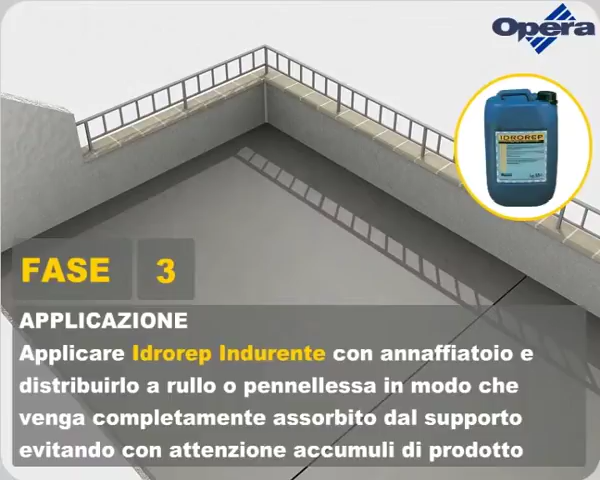 Opera
IDROREP
FASE 3
APPLICAZIONE
Applicare Idrorep Indurente con annaffiatoio e
distribuirlo a rullo o pennellessa in modo che
venga completamente assorbito dal supporto
evitando con attenzione accumuli di prodotto